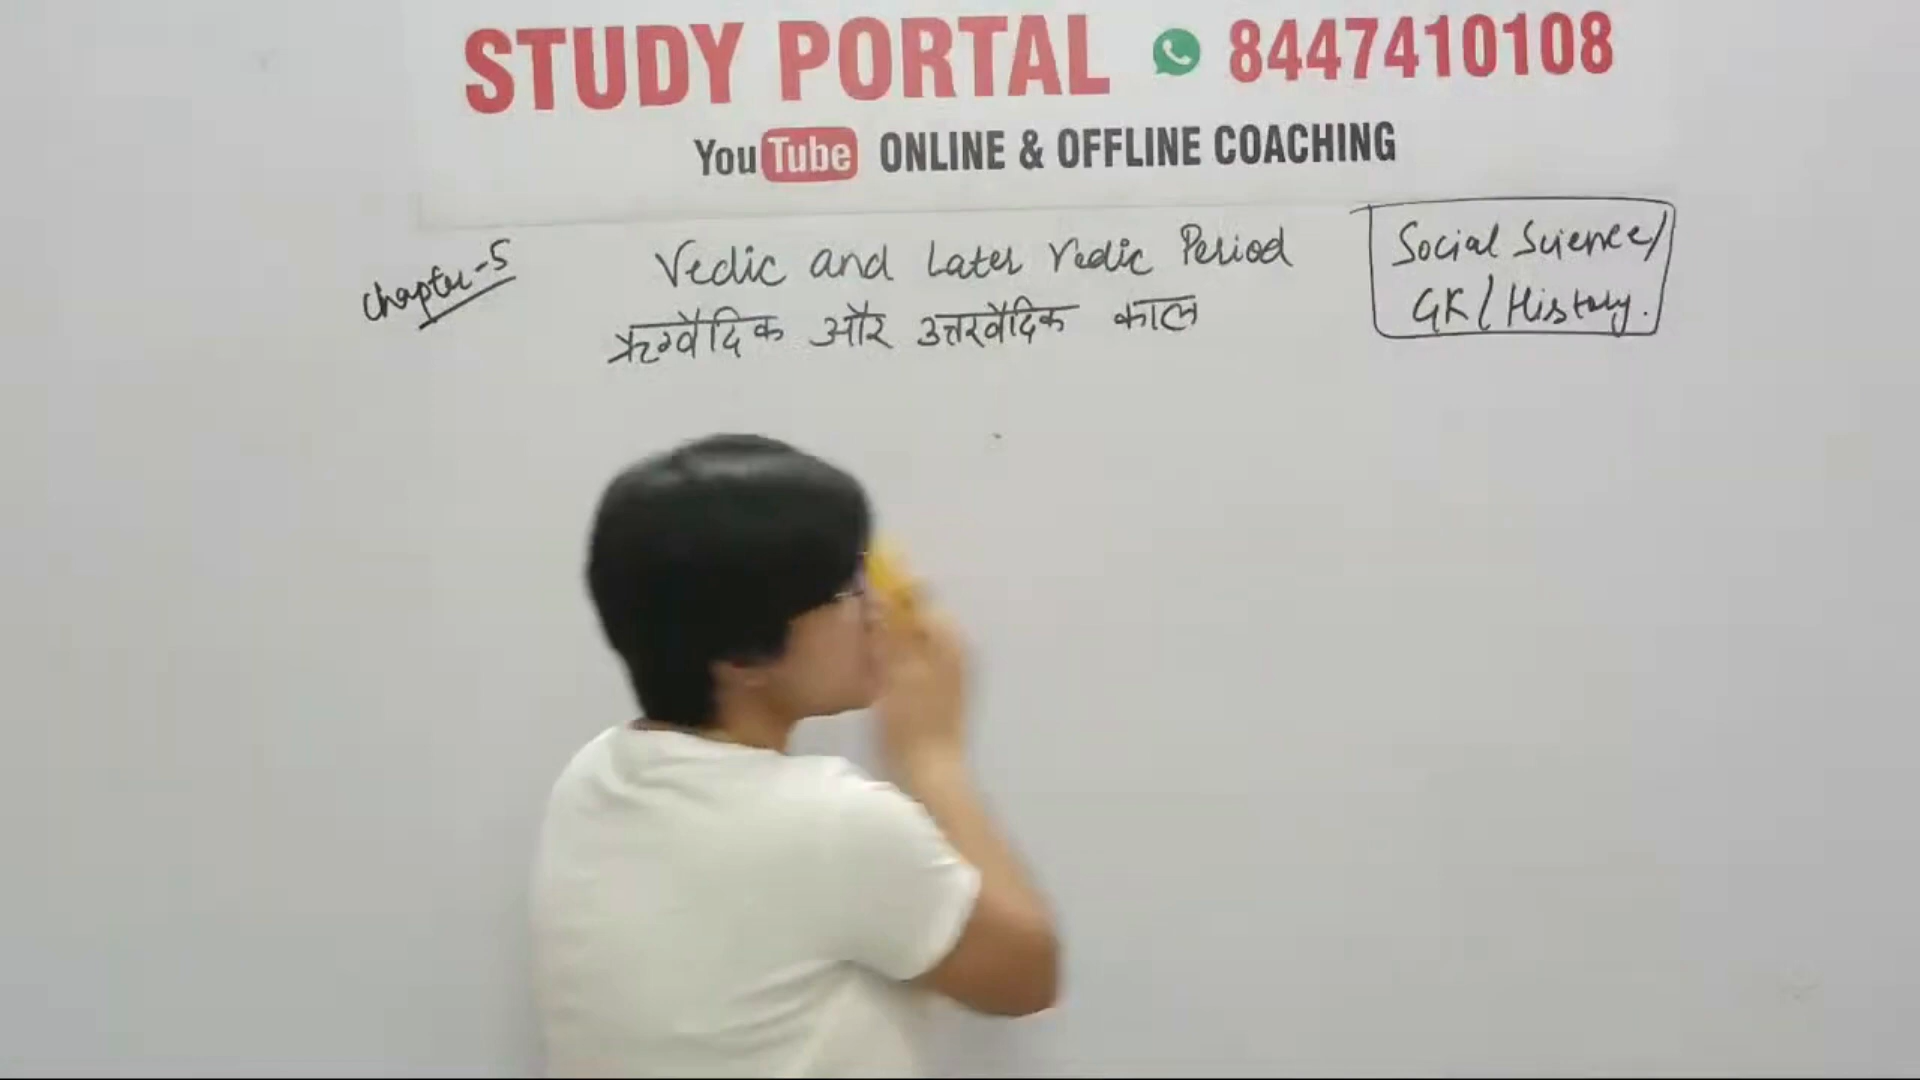 STUDY PORTAL 8447410108
YouTube ONLINE & OFFLINE COACHING
Chapter-5
Vedic and Later Vedic Period
ऋग्वैदिक और उत्तरवैदिक काल
Social Science/
GK/History.